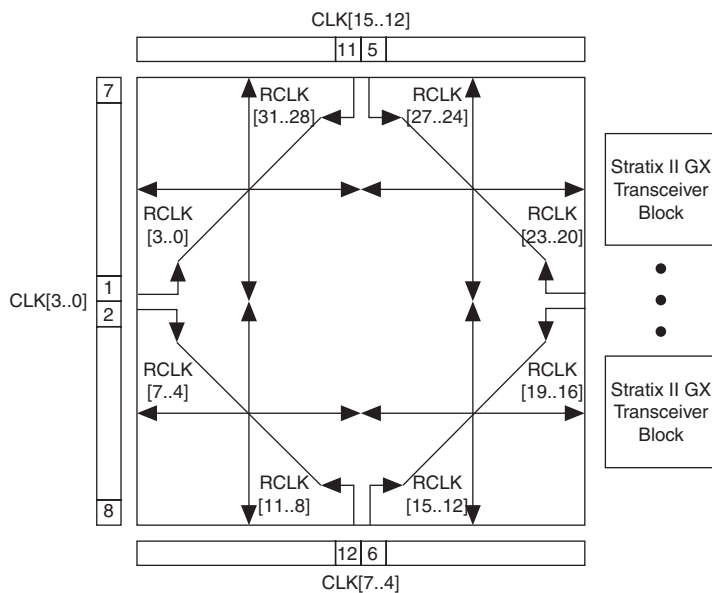 CLK[15..12]
11 5
7
RCLK
[31..28]
RCLK
[27..24]
Stratix II GX
Transceiver
Block
RCLK
[3..0]
RCLK
[23..20]
1
CLK[3..0]
2
RCLK
[7..4]
RCLK
[19..16]
Stratix II GX
Transceiver
Block
RCLK
[11..8]
RCLK
[15..12]
8
12 6
CLK[7..4]